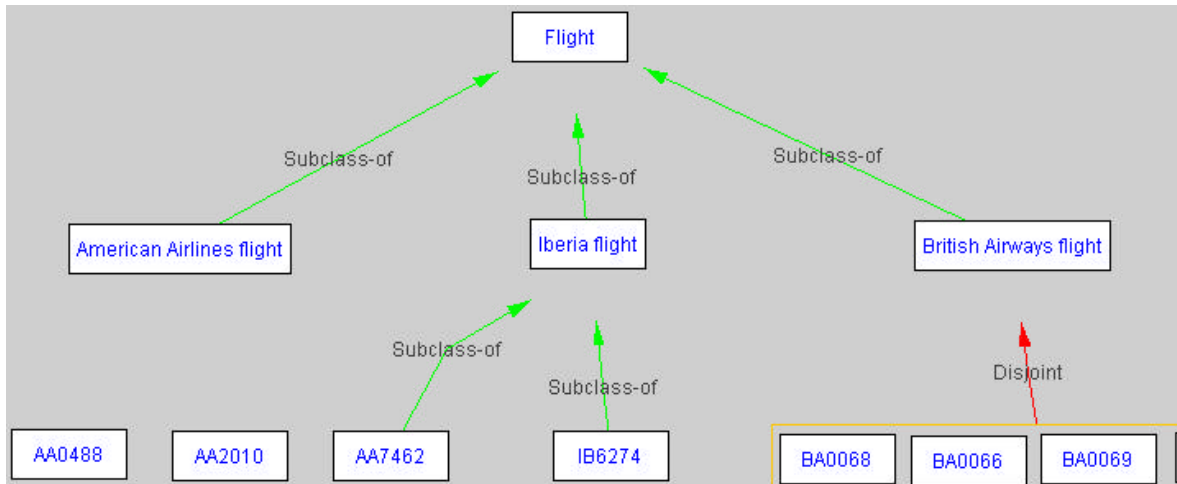 Flight
Subclass-of
Subclass-of
Subclass-of
American Airlines flight
Iberia flight
British Airways flight
Subclass-of
Subclass-of
Disjoint
AA0488
AA2010
AA7462
IB6274
BA0068
BA0066
BA0069